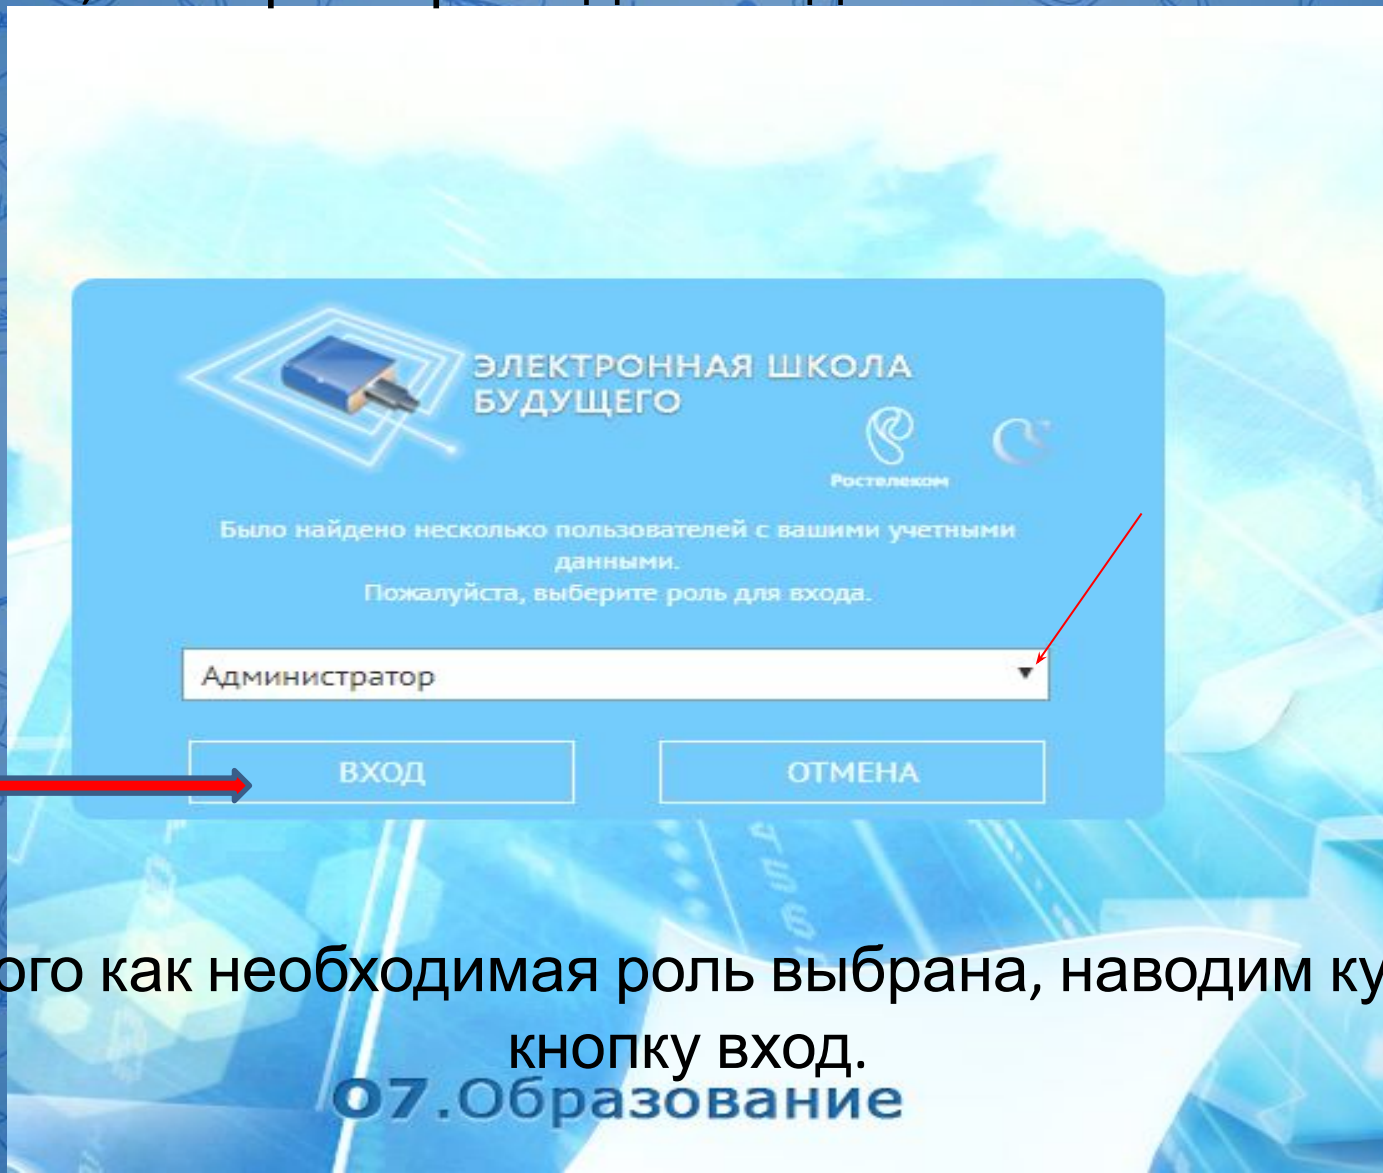 ЭЛЕКТРОННАЯ ШКОЛА
БУДУЩЕГО
Ростелеком
Было найдено несколько пользователей с вашими учетными
данными.
Пожалуйста, выберите роль для входа.
Администратор
ВХОД
ОТМЕНА
ого как необходимая роль выбрана, наводим ку
кнопку вход.
О7.Образование